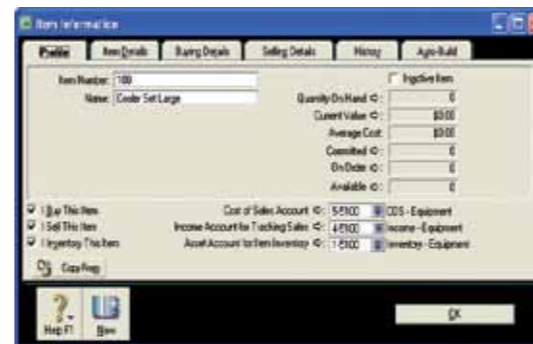 Item Information
Profile Item Details Buying Details Selling Details History Auto-Build
Item Number: 100
Inactive Item
Name: Cooler Set Large
Quantity On Hand: 0
Current Value: $0.00
Average Cost: $0.00
Committed: 0
On Order: 0
Available: 0
I Buy This Item
Cost of Sales Account: 5-5100 COS - Equipment
I Sell This Item
Income Account for Tracking Sales: 4-5100 Income - Equipment
I Inventory This Item
Asset Account for Item Inventory: 1-5100 Inventory - Equipment
Copy From
Help F1 New OK